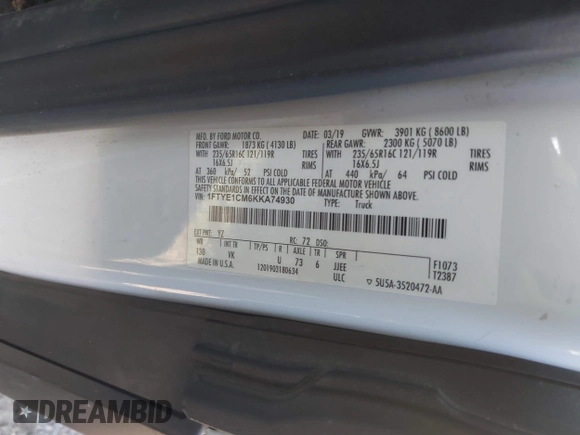 MFD. BY FORD MOTOR CO.
03/19 GVWR: 3901 KG ( 8600 LB)
FRONT GAWR: 1873 KG ( 4130 LB)
REAR GAWR: 2300 KG ( 5070 LB)
WITH 235/65R16C 121/119R TIRES
WITH 235/65R16C 121/119R TIRES
16X6.5J RIMS
16X6.5J RIMS
AT 360 kPa/ 52 PSI COLD
AT 440 kPa/ 64 PSI COLD
THIS VEHICLE CONFORMS TO ALL APPLICABLE FEDERAL MOTOR VEHICLE
SAFETY STANDARDS IN EFFECT ON THE DATE OF MANUFACTURE SHOWN ABOVE.
VIN: 1FTYE1CM6KKA74930
TYPE: Truck
EXT PNT: YZ RC: 72 DSO:
WB INT TR TP/PS R AXLE TR SPR
130 VK U 73 6 JJEE
F1073
T2387
MADE IN U.S.A. 1201903180634 ULC
5USA-3520472-AA
DREAMBID